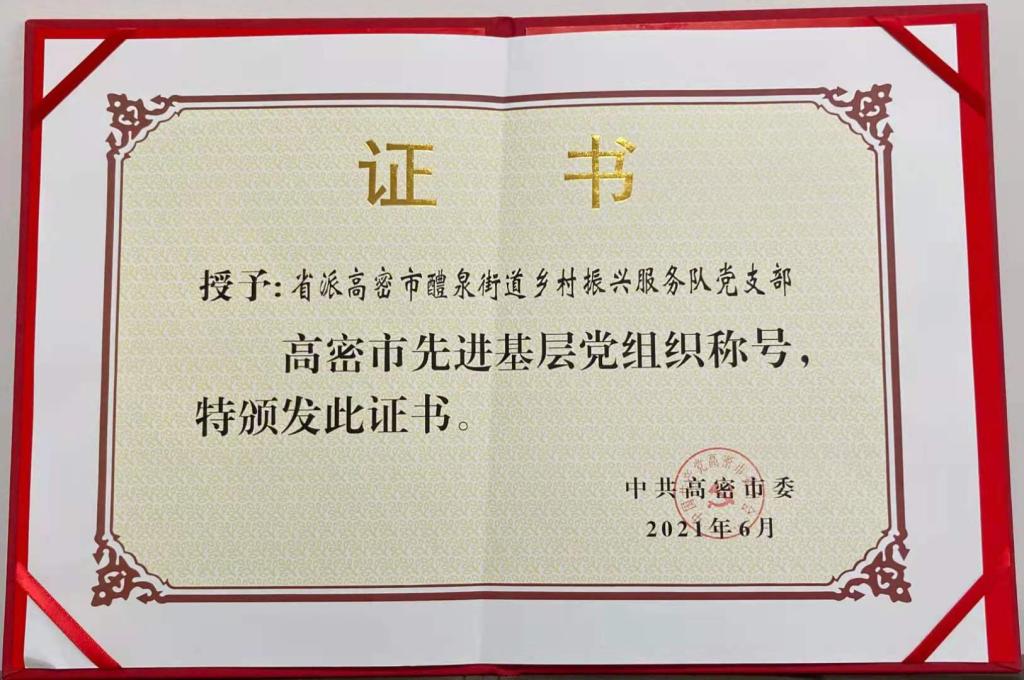 证 书
授予:省派高密市醴泉街道乡村振兴服务队党支部
高密市先进基层党组织称号，
特颁发此证书。
中共高密市委
2021年6月